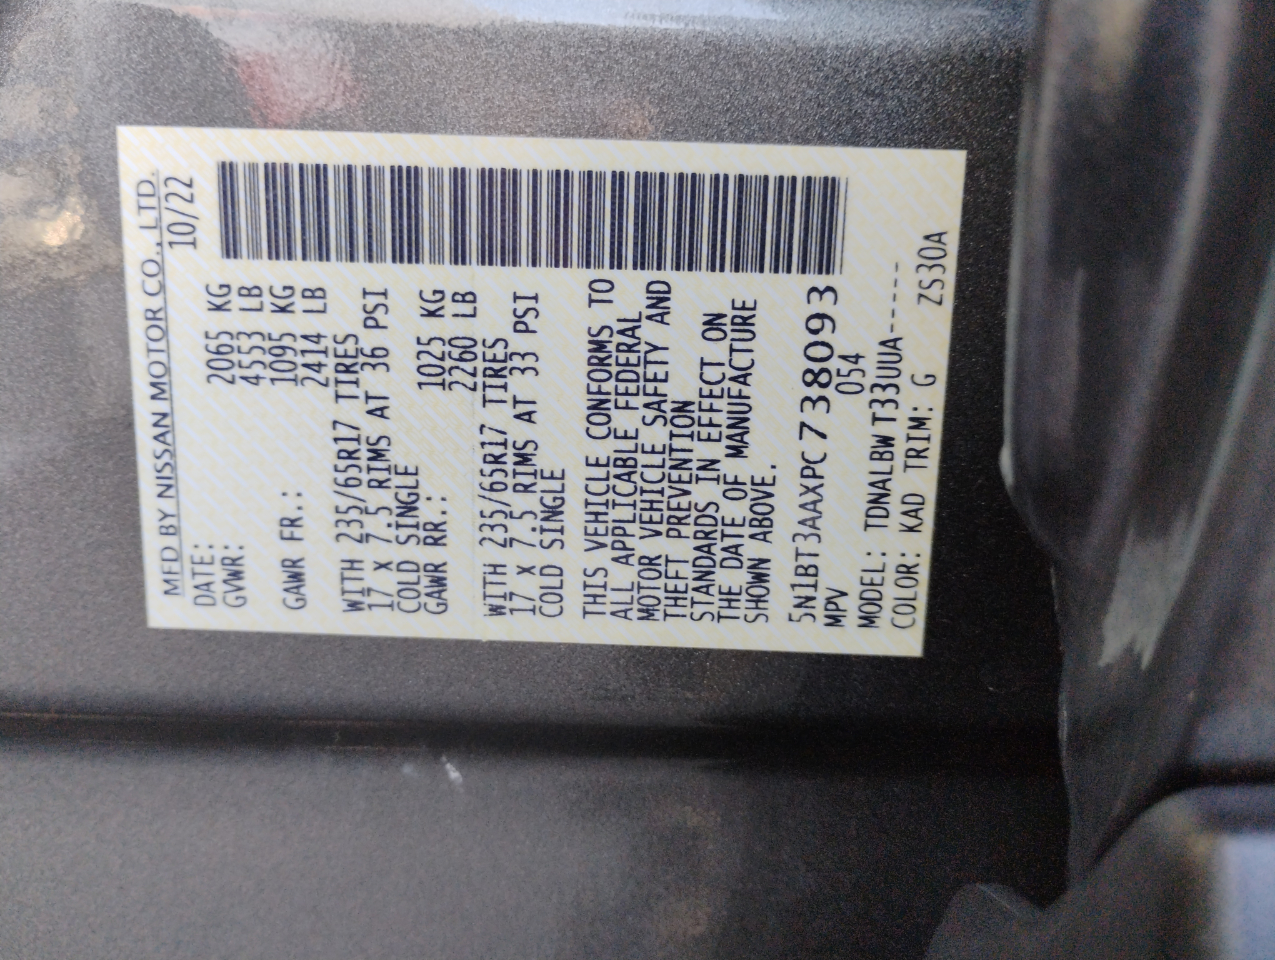 MFD BY NISSAN MOTOR CO., LTD.
DATE: 10/22
GVWR: 2065 KG
4553 LB
GAWR FR.: 1095 KG
2414 LB
WITH 235/65R17 TIRES
17 X 7.5 RIMS AT 36 PSI
COLD SINGLE
GAWR RR.: 1025 KG
2260 LB
WITH 235/65R17 TIRES
17 X 7.5 RIMS AT 33 PSI
COLD SINGLE
THIS VEHICLE CONFORMS TO
ALL APPLICABLE FEDERAL
MOTOR VEHICLE SAFETY AND
THEFT PREVENTION
STANDARDS IN EFFECT ON
THE DATE OF MANUFACTURE
SHOWN ABOVE.
5N1BT3AAXPC738093
MPV 054
MODEL: TDNALBW T33UUA-----
COLOR: KAD TRIM: G ZS30A